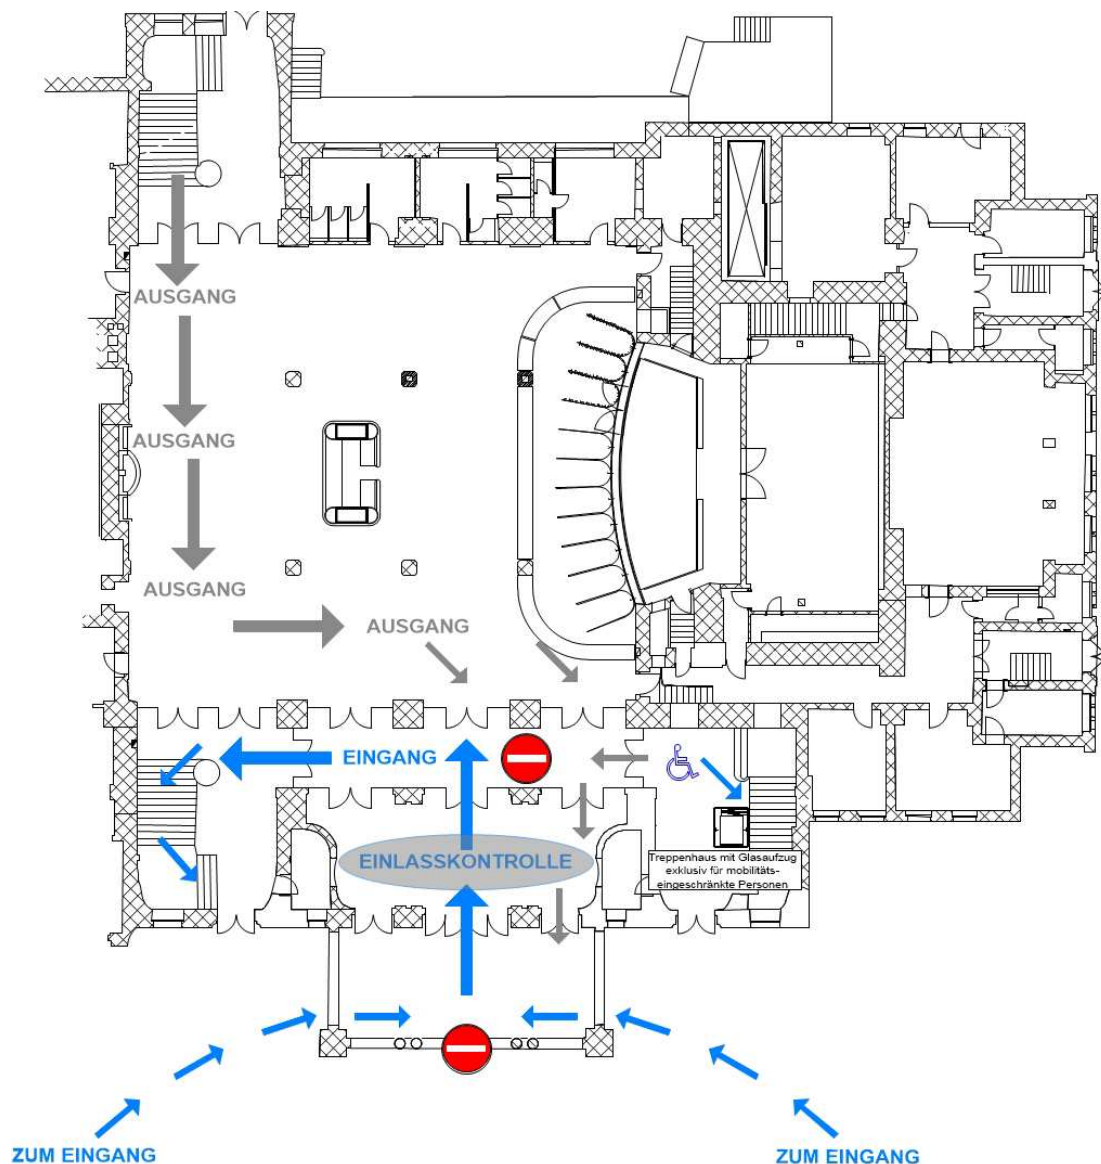 AUSGANG
AUSGANG
AUSGANG
AUSGANG
EINGANG
EINLASSKONTROLLE
Treppenhaus mit Glasaufzug
exklusiv für mobilitäts-
eingeschränkte Personen
ZUM EINGANG
ZUM EINGANG